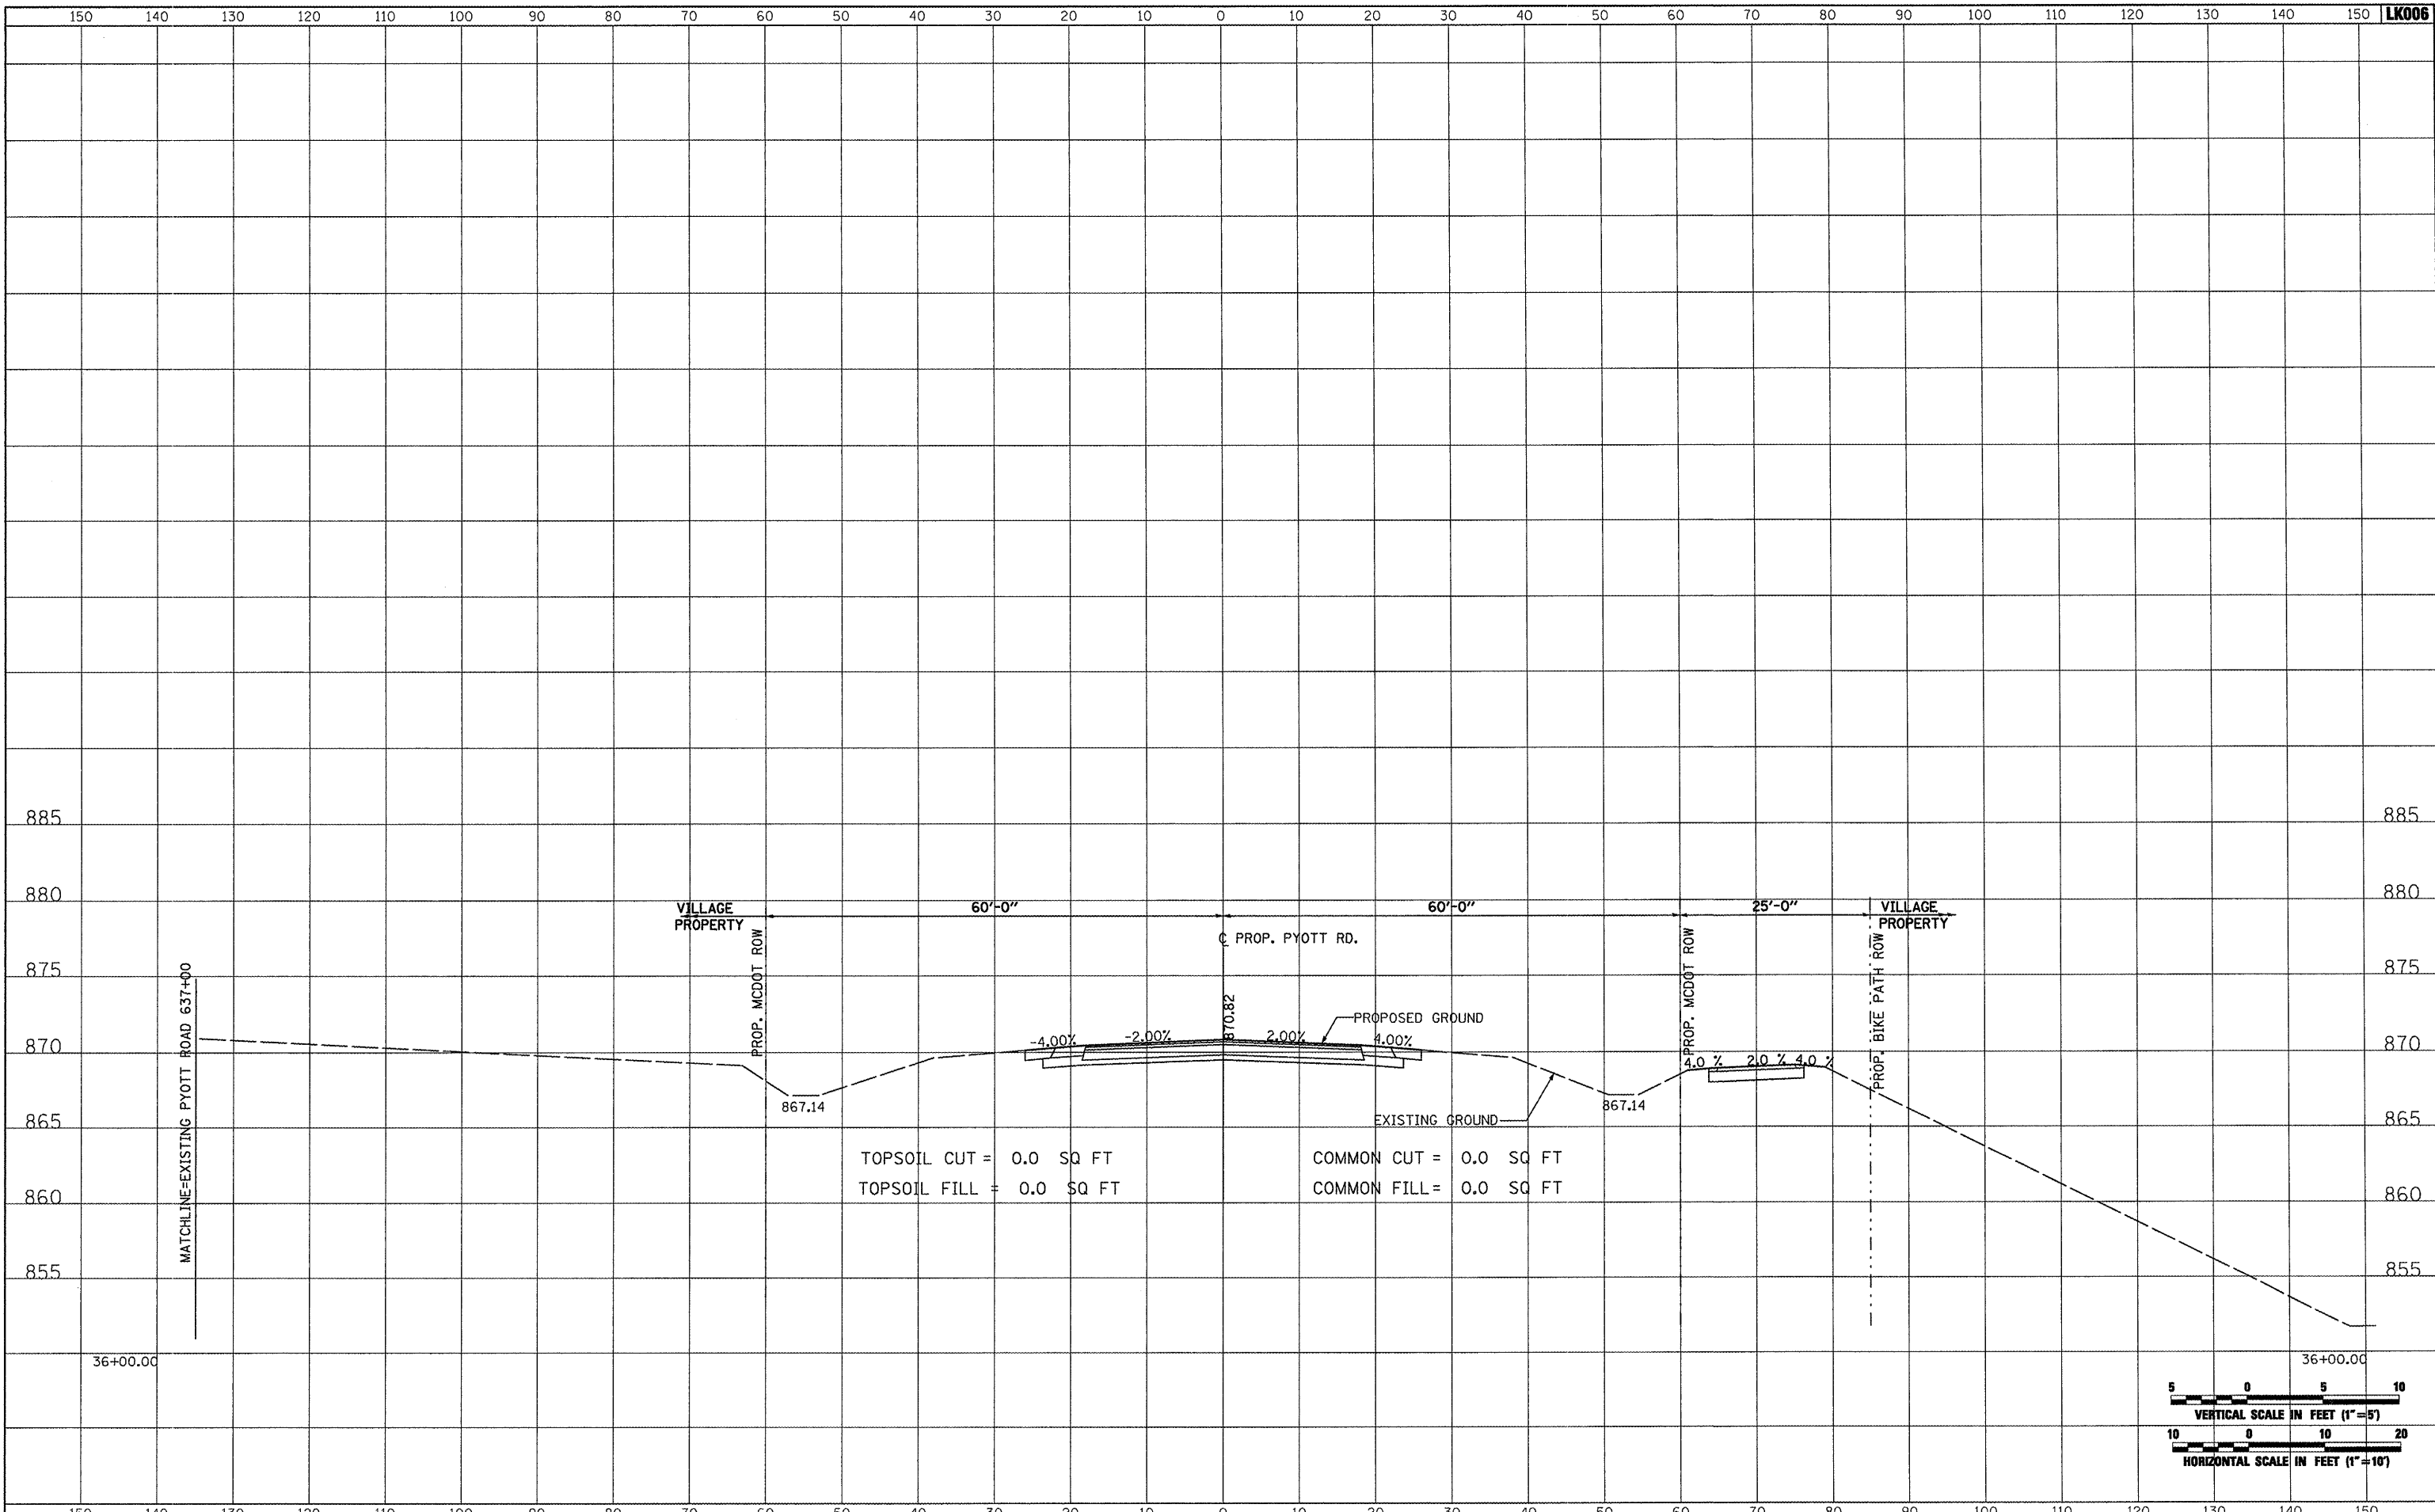 150 140 130 120 110 100 90 80 70 60 50 40 30 20 10 0 10 20 30 40 50 60 70 80 90 100 110 120 130 140 150 LK006
885 885
880 880
VILLAGE PROPERTY 60'-0" 60'-0" 25'-0" VILLAGE PROPERTY
℄ PROP. PYOTT RD.
875 875
MATCHLINE=EXISTING PYOTT ROAD 637+00
PROP. MCDOT ROW
870.82
PROP. MCDOT ROW
PROP. BIKE PATH ROW
PROPOSED GROUND
-4.00% -2.00% 2.00% 4.00%
870 870
4.0 % 2.0 % 4.0 %
867.14 867.14
EXISTING GROUND
865 865
TOPSOIL CUT = 0.0 SQ FT COMMON CUT = 0.0 SQ FT
TOPSOIL FILL = 0.0 SQ FT COMMON FILL= 0.0 SQ FT
860 860
855 855
36+00.00 36+00.00
5 0 5 10
VERTICAL SCALE IN FEET (1"=5')
10 0 10 20
HORIZONTAL SCALE IN FEET (1"=10')
150 140 130 120 110 100 90 80 70 60 50 40 30 20 10 0 10 20 30 40 50 60 70 80 90 100 110 120 130 140 150